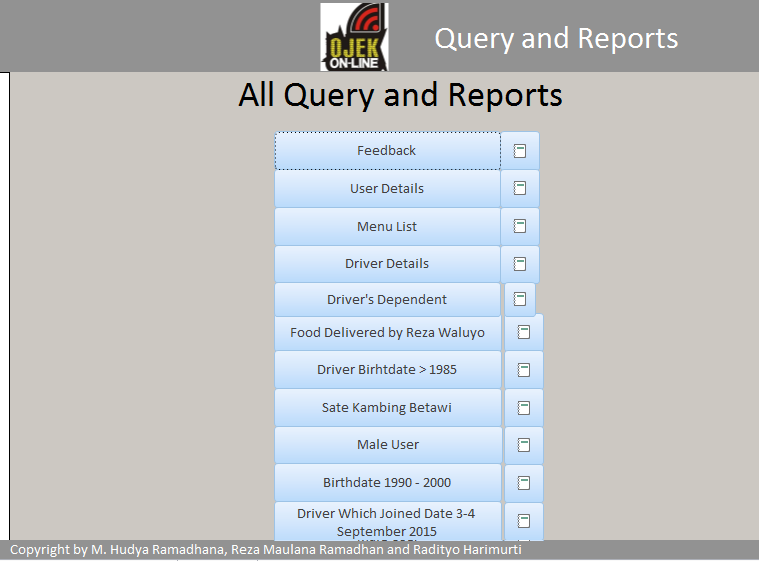 OJEK
ON-LINE
Query and Reports
All Query and Reports
Feedback
User Details
Menu List
Driver Details
Driver's Dependent
Food Delivered by Reza Waluyo
Driver Birhtdate > 1985
Sate Kambing Betawi
Male User
Birthdate 1990 - 2000
Driver Which Joined Date 3-4
September 2015
Copyright by M. Hudya Ramadhana, Reza Maulana Ramadhan and Radityo Harimurti